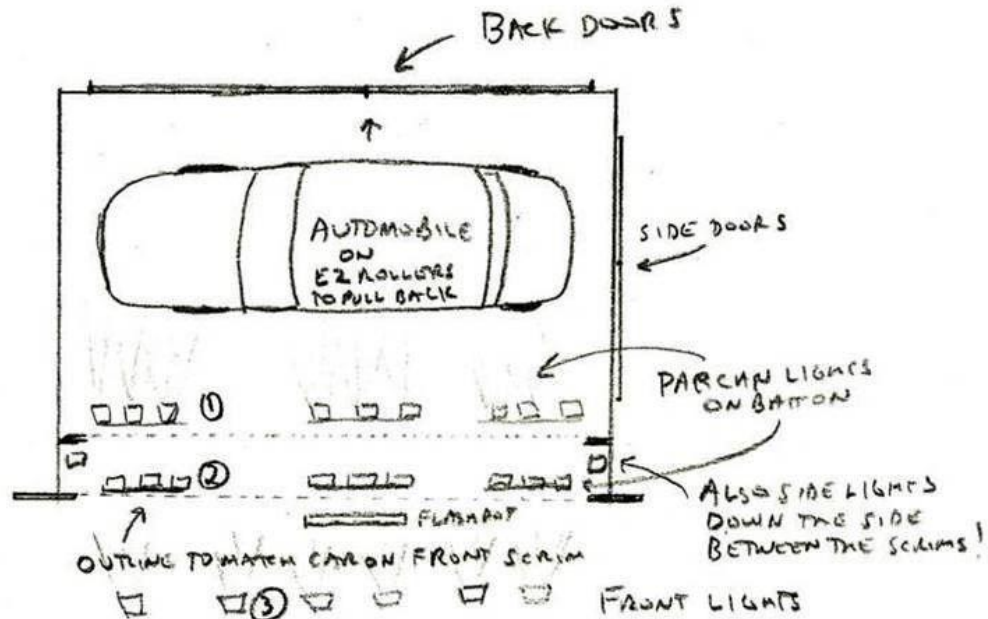 BACK DOORS
AUTOMOBILE
ON
EZ ROLLERS
TO PULL BACK
SIDE DOORS
PARCAN LIGHTS
ON BATTON
①
②
FLASHPOT
ALSO SIDE LIGHTS
DOWN THE SIDE
BETWEEN THE SCRIMS!
OUTLINE TO MATCH CAR ON FRONT SCRIM
③
FRONT LIGHTS